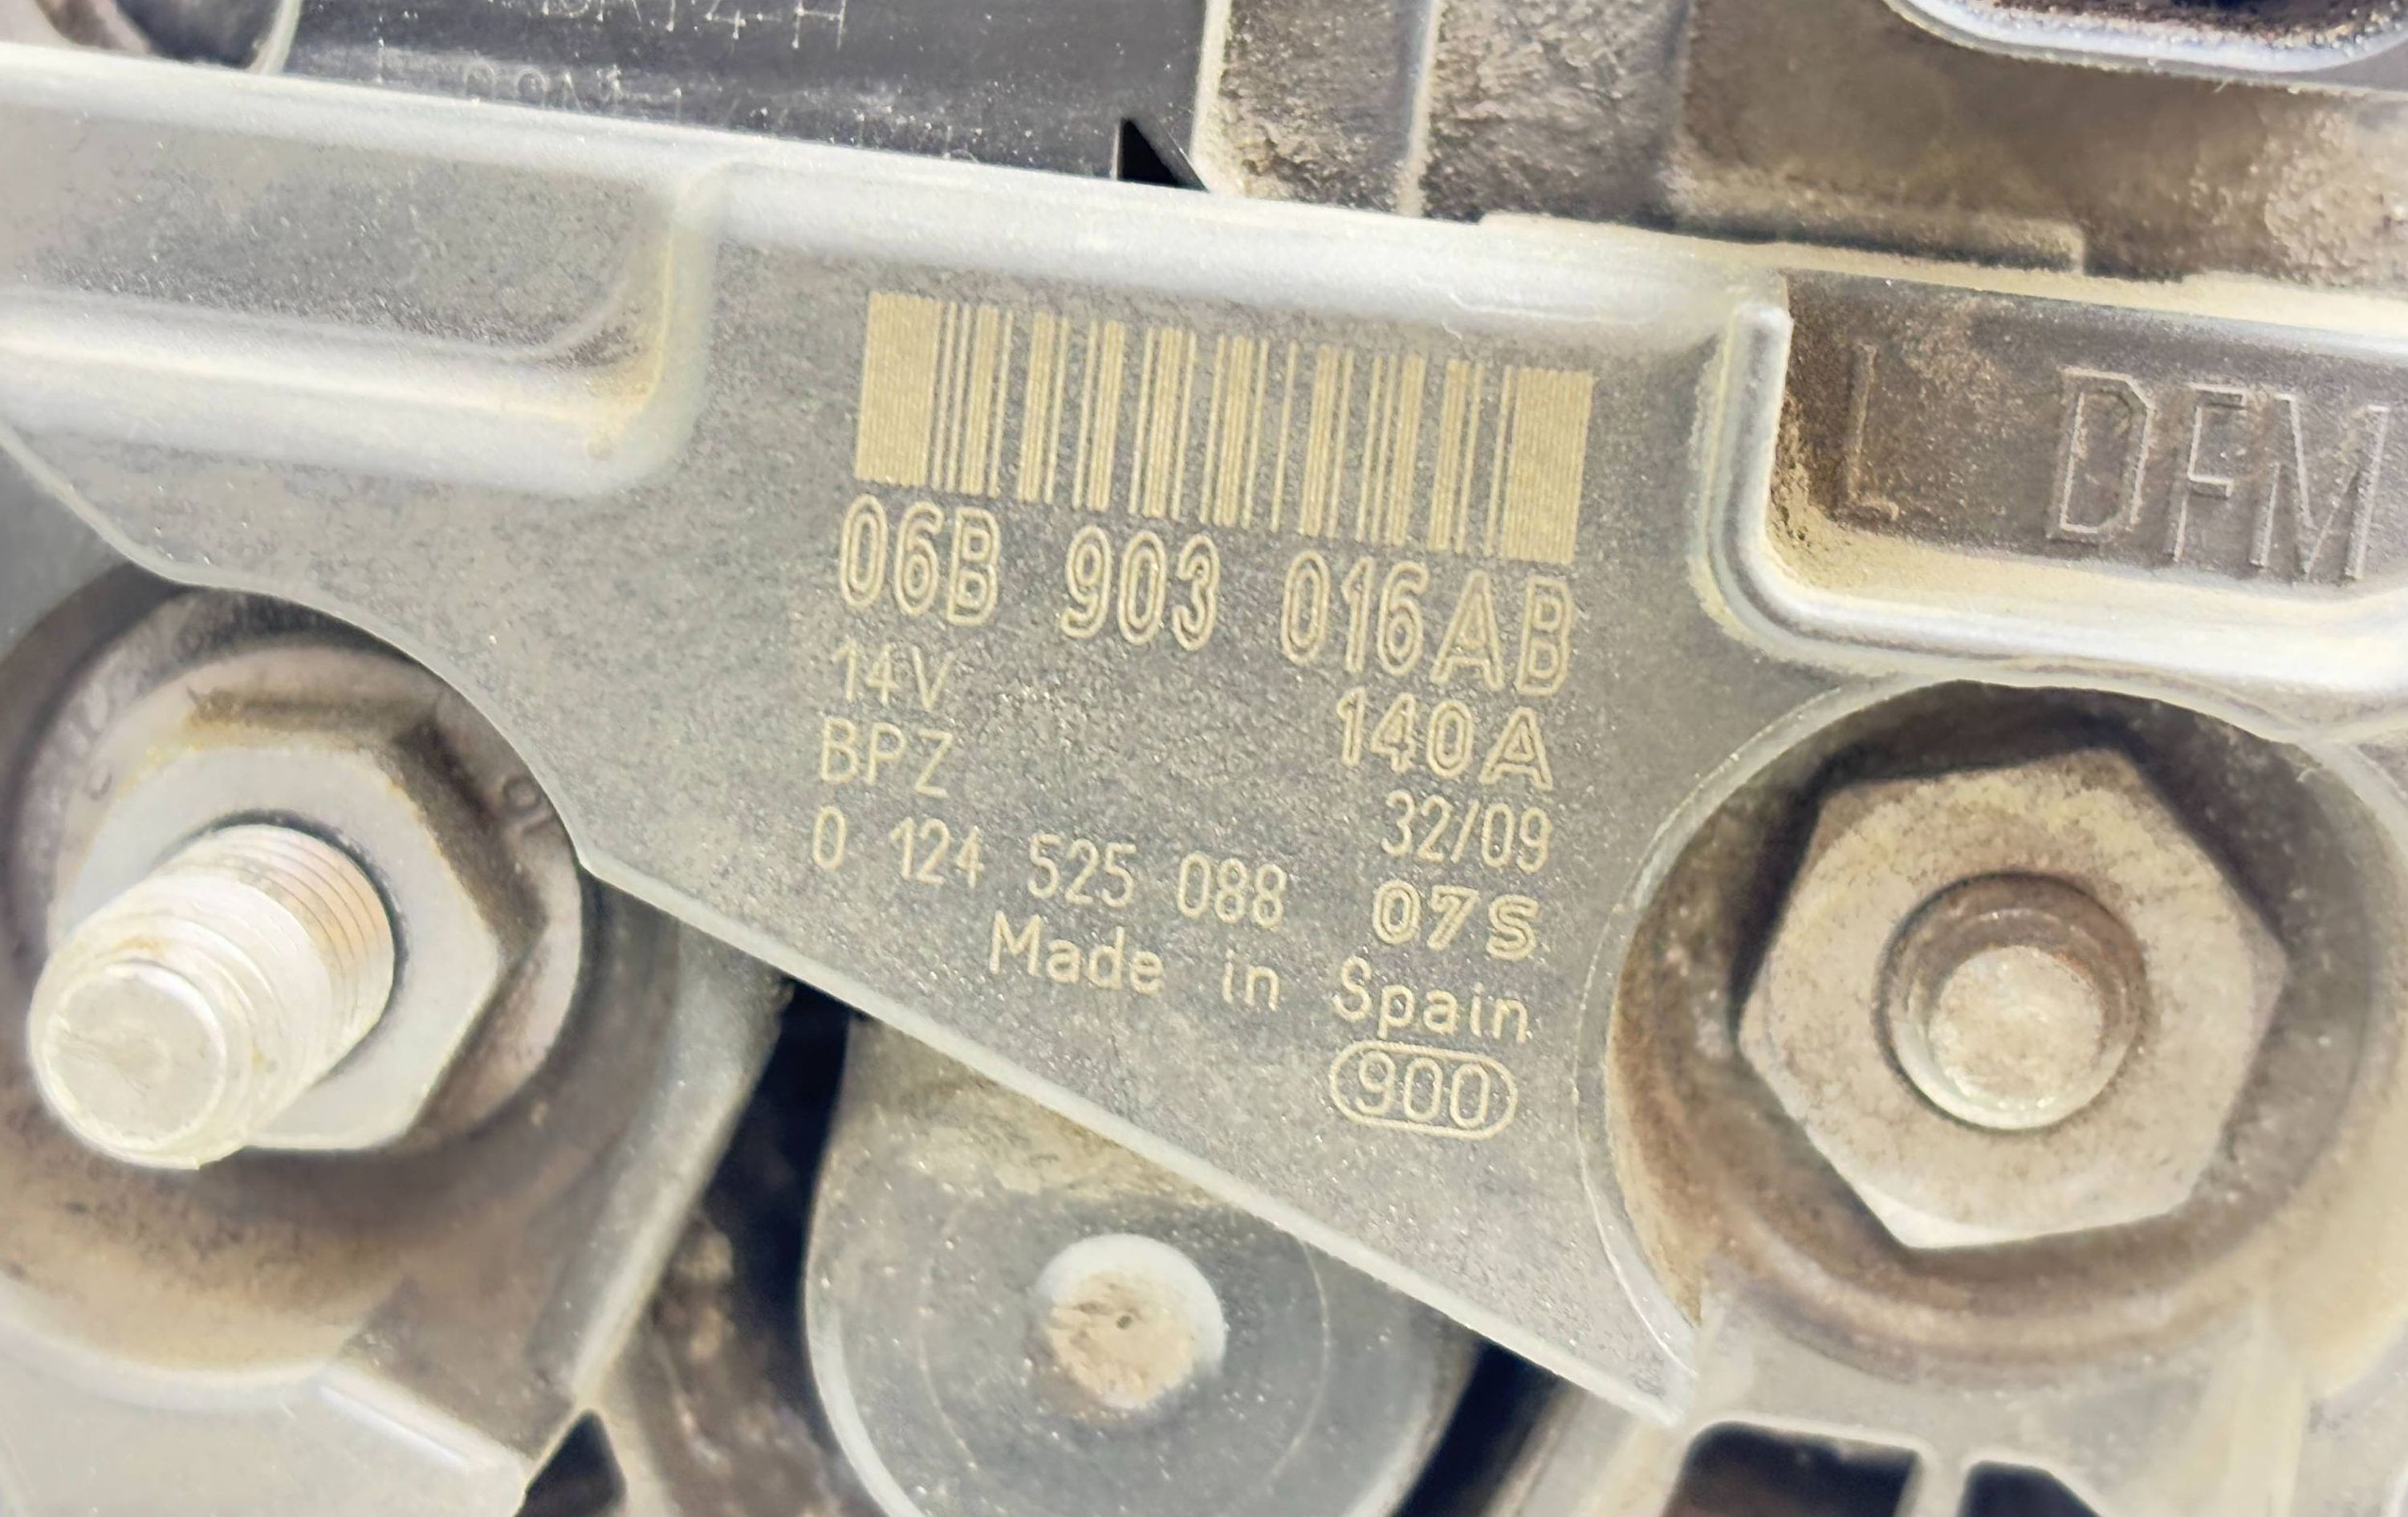 06B 903 016AB
14V 140A
BPZ 32/09
0 124 525 088 07S
Made in Spain
900
L DFM